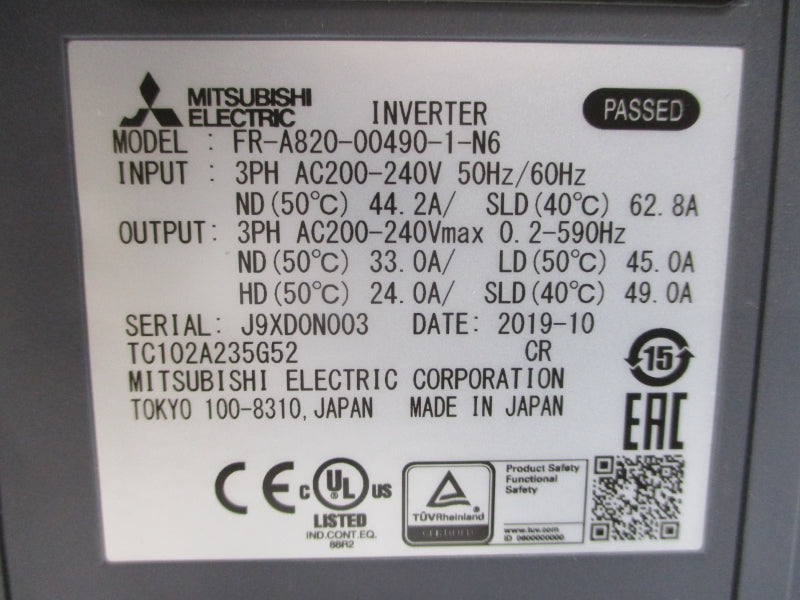 MITSUBISHI
ELECTRIC
INVERTER
PASSED
MODEL : FR-A820-00490-1-N6
INPUT : 3PH AC200-240V 50Hz/60Hz
ND(50℃) 44.2A/ SLD(40℃) 62.8A
OUTPUT: 3PH AC200-240Vmax 0.2-590Hz
ND(50℃) 33.0A/ LD(50℃) 45.0A
HD(50℃) 24.0A/ SLD(40℃) 49.0A
SERIAL: J9XD0N003 DATE: 2019-10
TC102A235G52 CR
15
MITSUBISHI ELECTRIC CORPORATION
TOKYO 100-8310, JAPAN MADE IN JAPAN
EAC
CE
c UL us
LISTED
IND.CONT.EQ.
88R2
TÜVRheinland
CERTIFIED
Product Safety
Functional
Safety
www.tuv.com
ID 0600000000